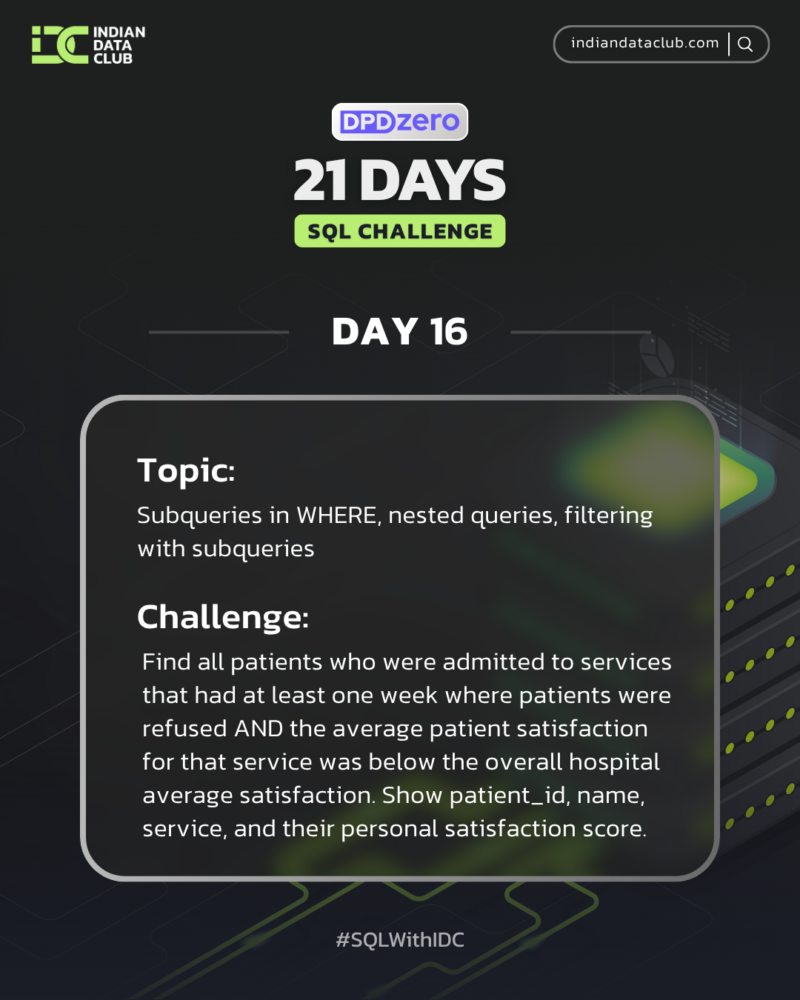 INDIAN
DATA
CLUB
indiandataclub.com
DPDzero
21 DAYS
SQL CHALLENGE
DAY 16
Topic:
Subqueries in WHERE, nested queries, filtering
with subqueries
Challenge:
Find all patients who were admitted to services
that had at least one week where patients were
refused AND the average patient satisfaction
for that service was below the overall hospital
average satisfaction. Show patient_id, name,
service, and their personal satisfaction score.
#SQLWithIDC